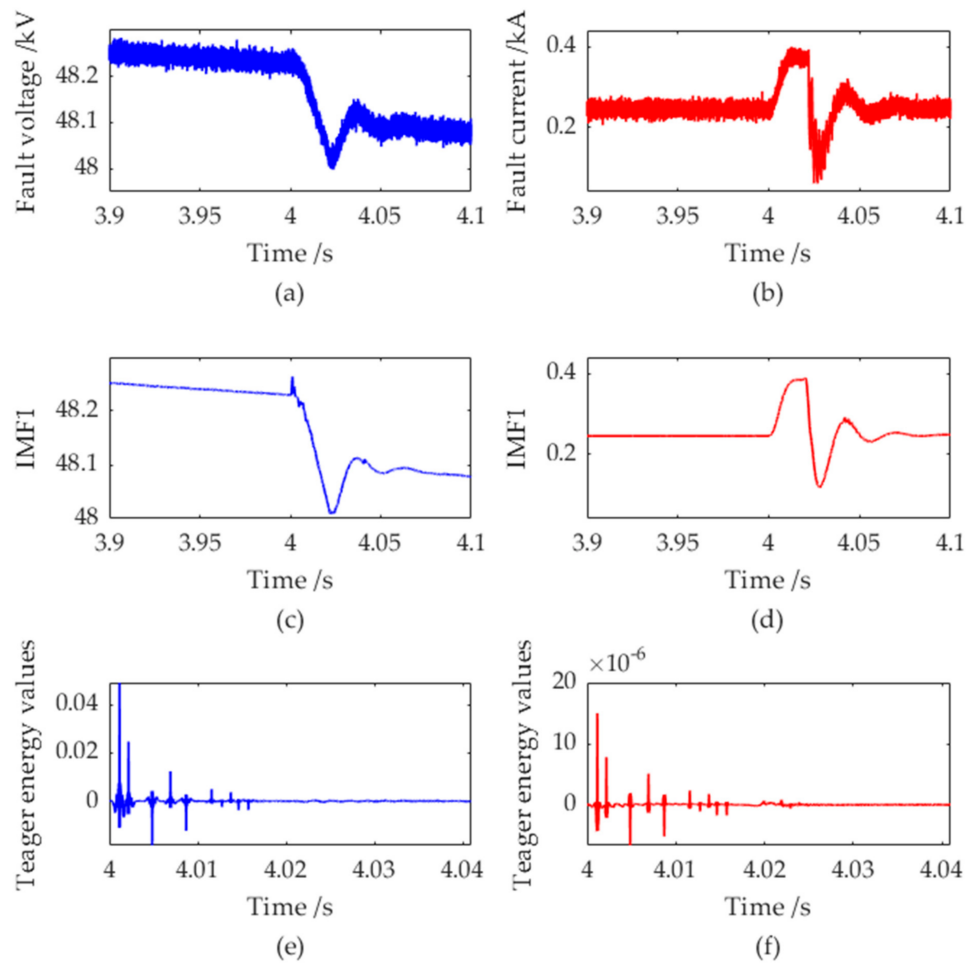 Fault voltage /kV
48.2
48.1
48
3.9 3.95 4 4.05 4.1
Time /s
(a)
Fault current /kA
0.4
0.2
3.9 3.95 4 4.05 4.1
Time /s
(b)
IMF1
48.2
48.1
48
3.9 3.95 4 4.05 4.1
Time /s
(c)
IMF1
0.4
0.2
3.9 3.95 4 4.05 4.1
Time /s
(d)
Teager energy values
0.04
0.02
0
4 4.01 4.02 4.03 4.04
Time /s
(e)
Teager energy values
×10⁻⁶
20
10
0
4 4.01 4.02 4.03 4.04
Time /s
(f)